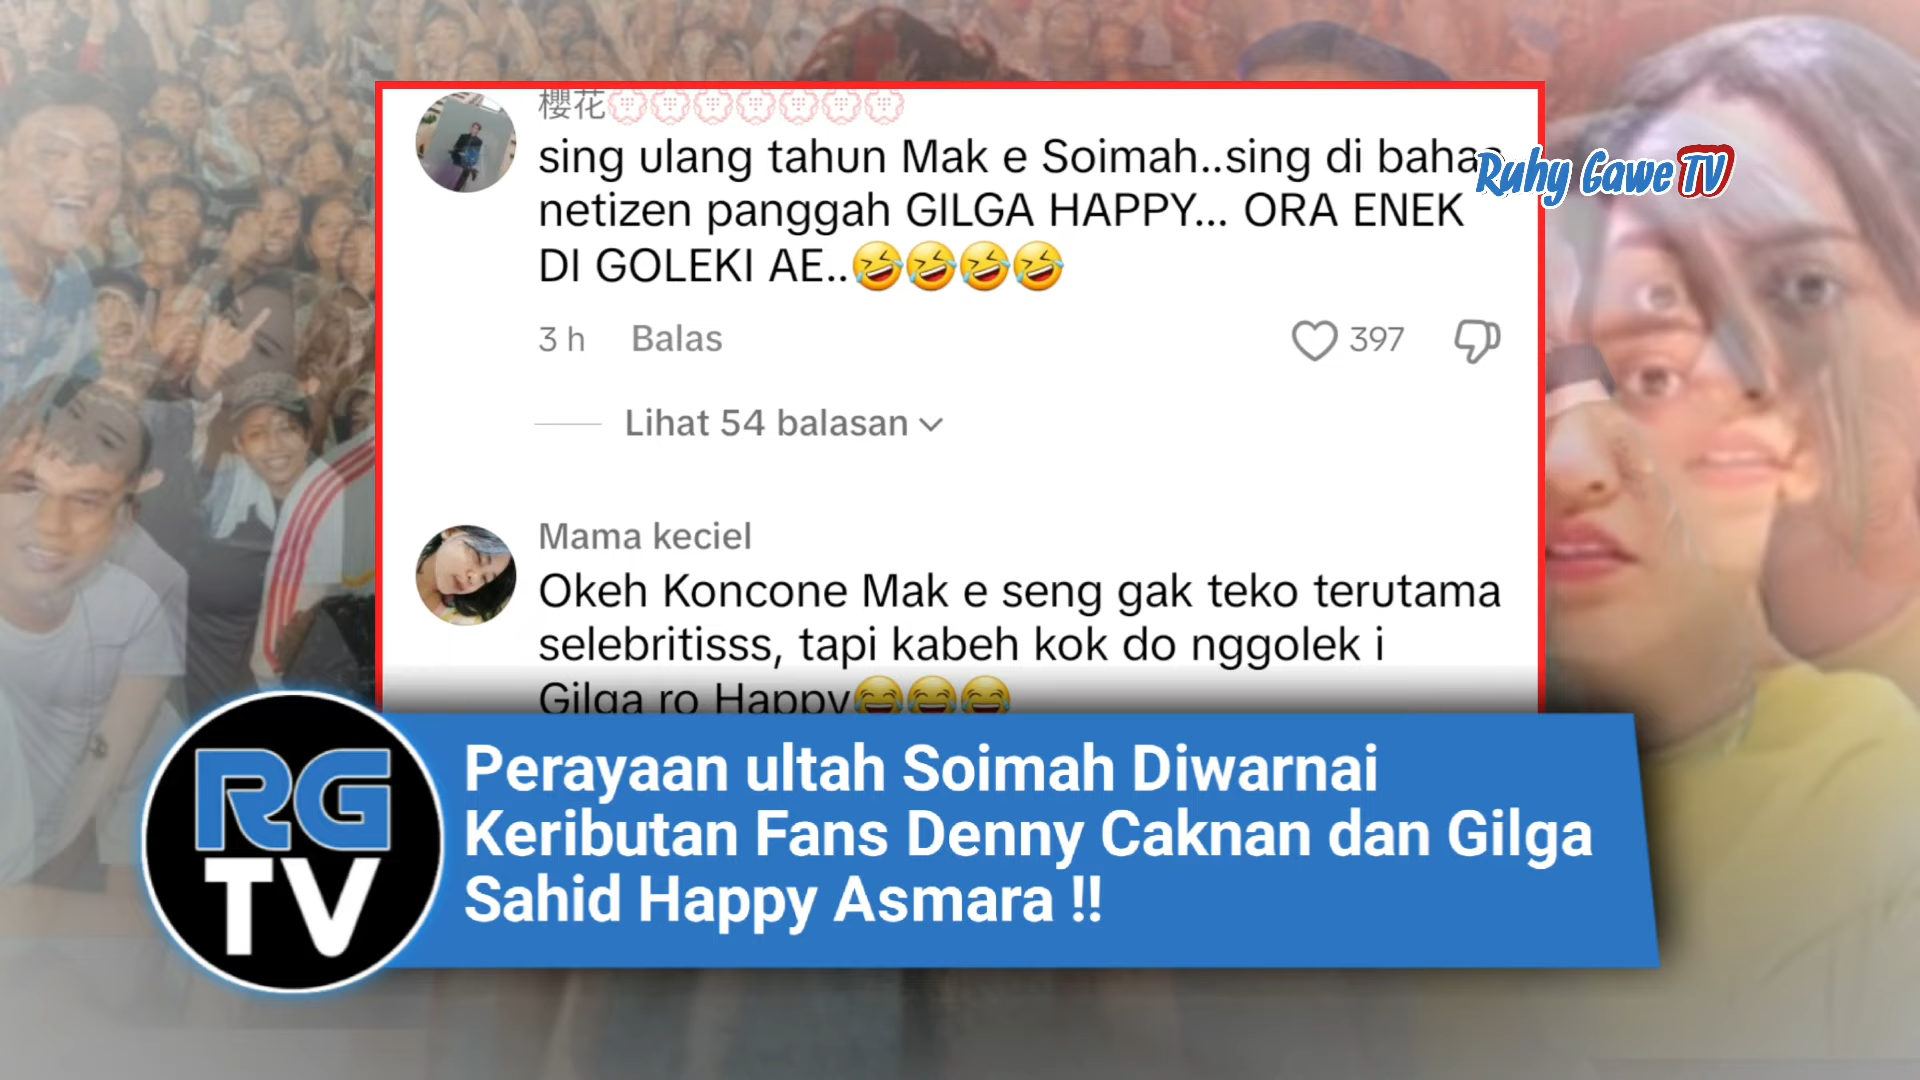 櫻花
sing ulang tahun Mak e Soimah..sing di bahas
netizen panggah GILGA HAPPY... ORA ENEK
DI GOLEKI AE..🤣🤣🤣🤣
3 h Balas 397
Lihat 54 balasan
Mama keciel
Okeh Koncone Mak e seng gak teko terutama
selebritisss, tapi kabeh kok do nggolek i
Gilga ro Happy😂😂😂
Ruhy Gawe TV
RG
TV
Perayaan ultah Soimah Diwarnai
Keributan Fans Denny Caknan dan Gilga
Sahid Happy Asmara !!